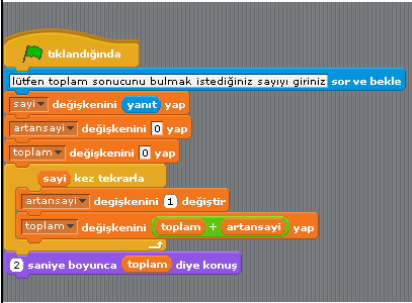 tıklandığında
lütfen toplam sonucunu bulmak istediğiniz sayıyı giriniz sor ve bekle
sayi değişkenini yanıt yap
artansayi değişkenini 0 yap
toplam değişkenini 0 yap
sayi kez tekrarla
artansayi degişkenini 1 değiştir
toplam değişkenini toplam + artansayi yap
2 saniye boyunca toplam diye konuş